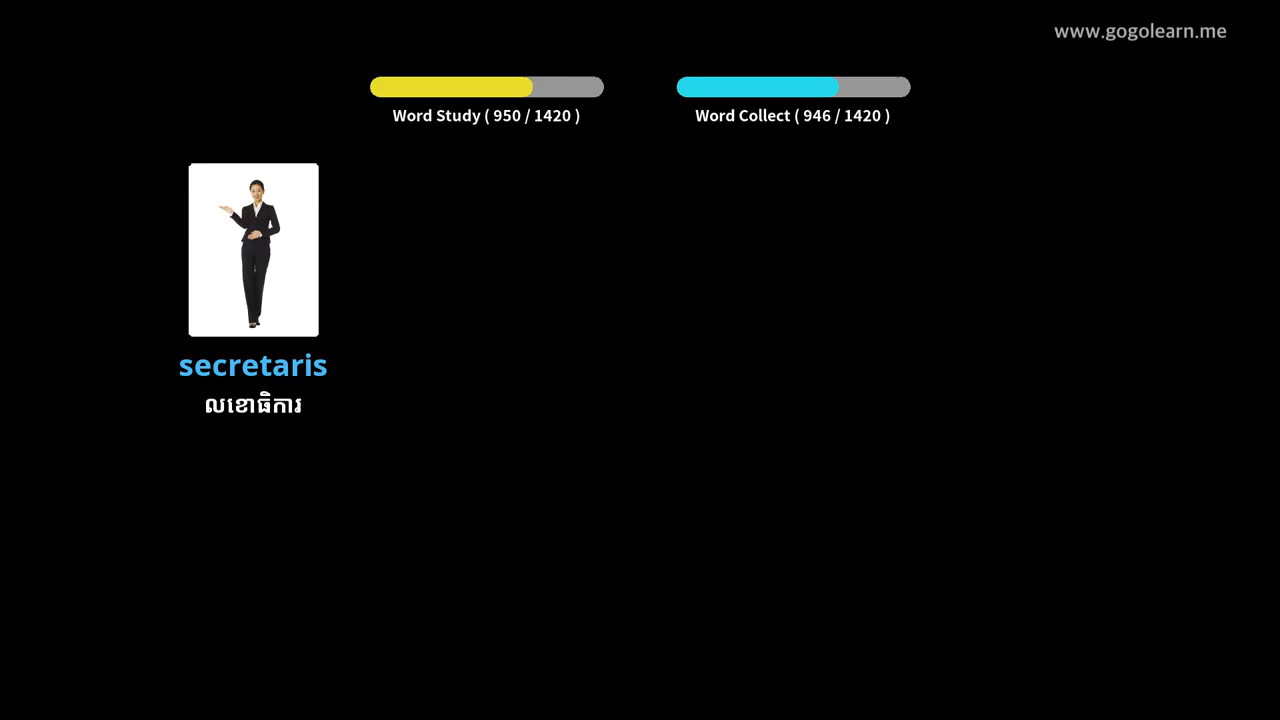 www.gogolearn.me
Word Study ( 950 / 1420 )
Word Collect ( 946 / 1420 )
secretaris
លេខាធិការ